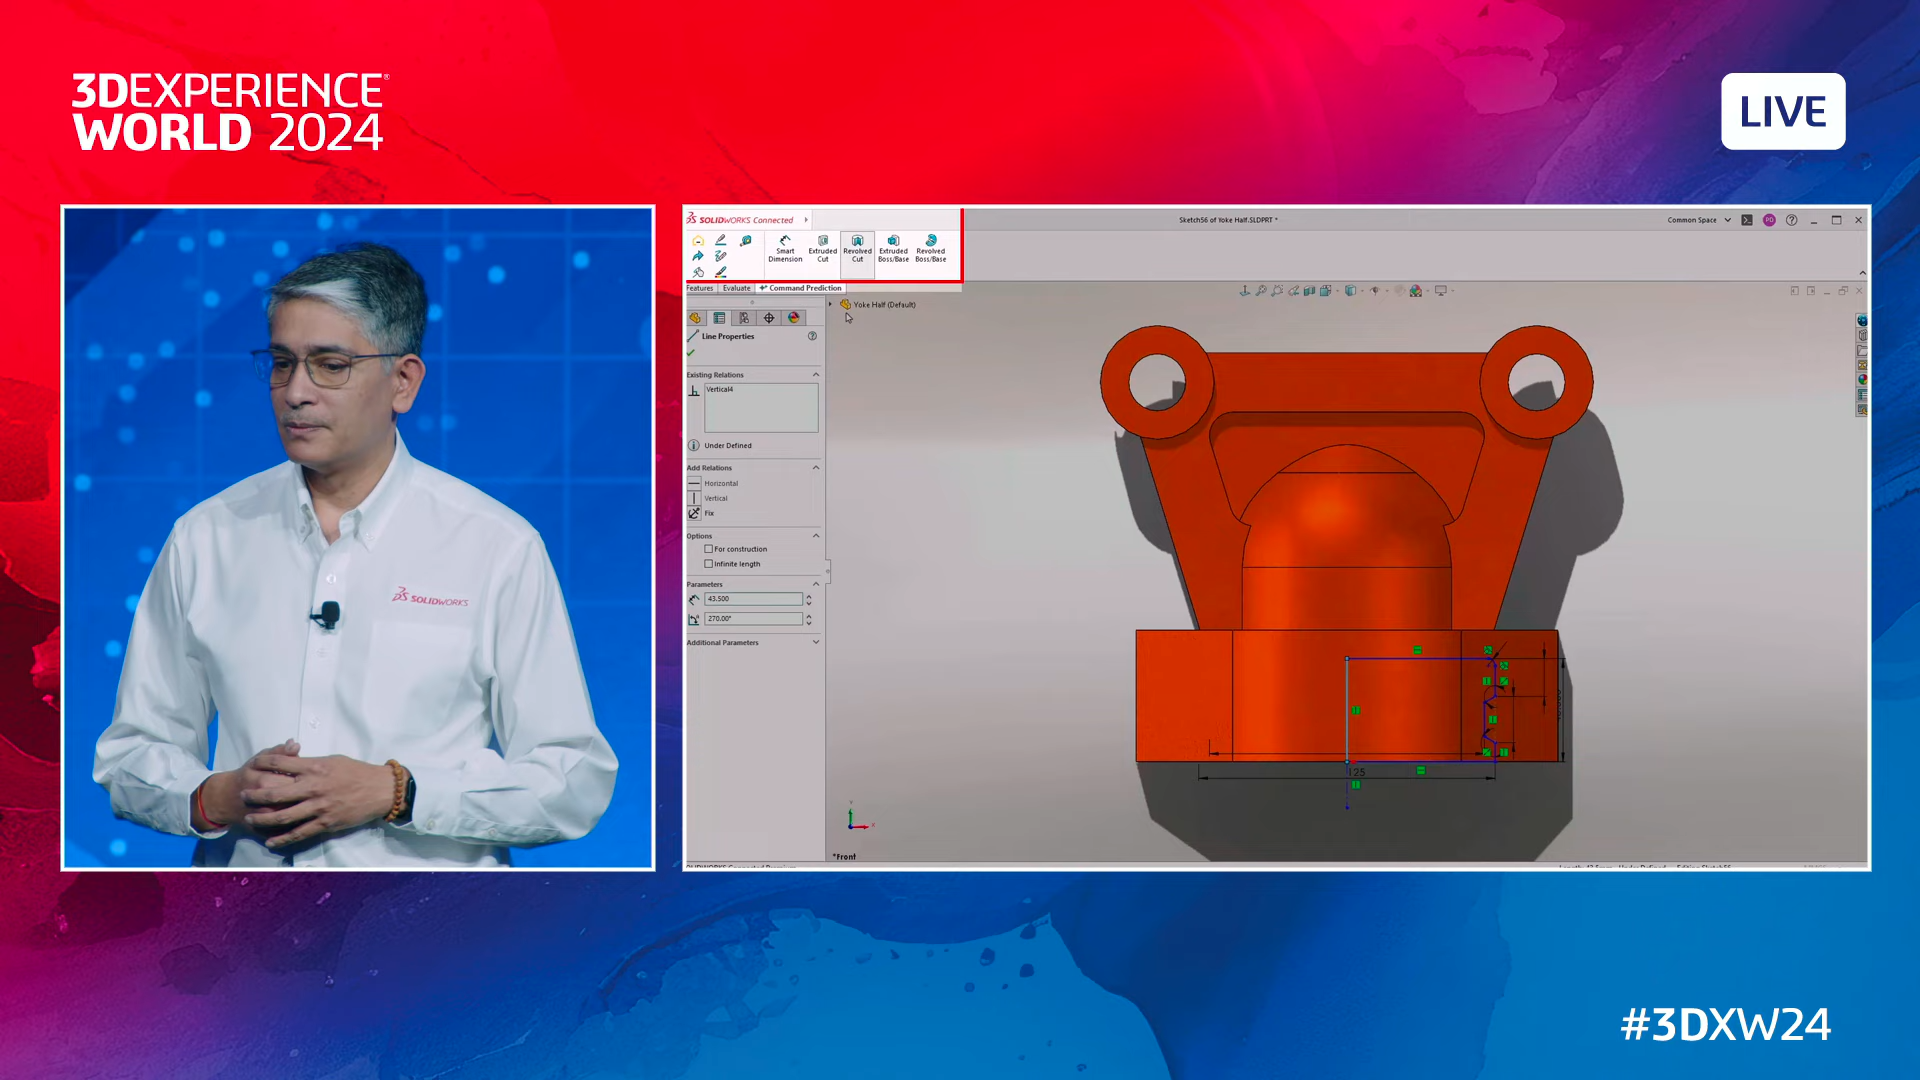 3DEXPERIENCE®
WORLD 2024
LIVE
SOLIDWORKS
SOLIDWORKS Connected
Sketch56 of Yoke Half.SLDPRT *
Common Space
PD
Smart Dimension
Extruded Cut
Revolved Cut
Extruded Boss/Base
Revolved Boss/Base
Features Evaluate Command Prediction
Yoke Half (Default)
Line Properties
Existing Relations
Vertical4
Under Defined
Add Relations
Horizontal
Vertical
Fix
Options
For construction
Infinite length
Parameters
43.500
270.00°
Additional Parameters
125
*Front
#3DXW24